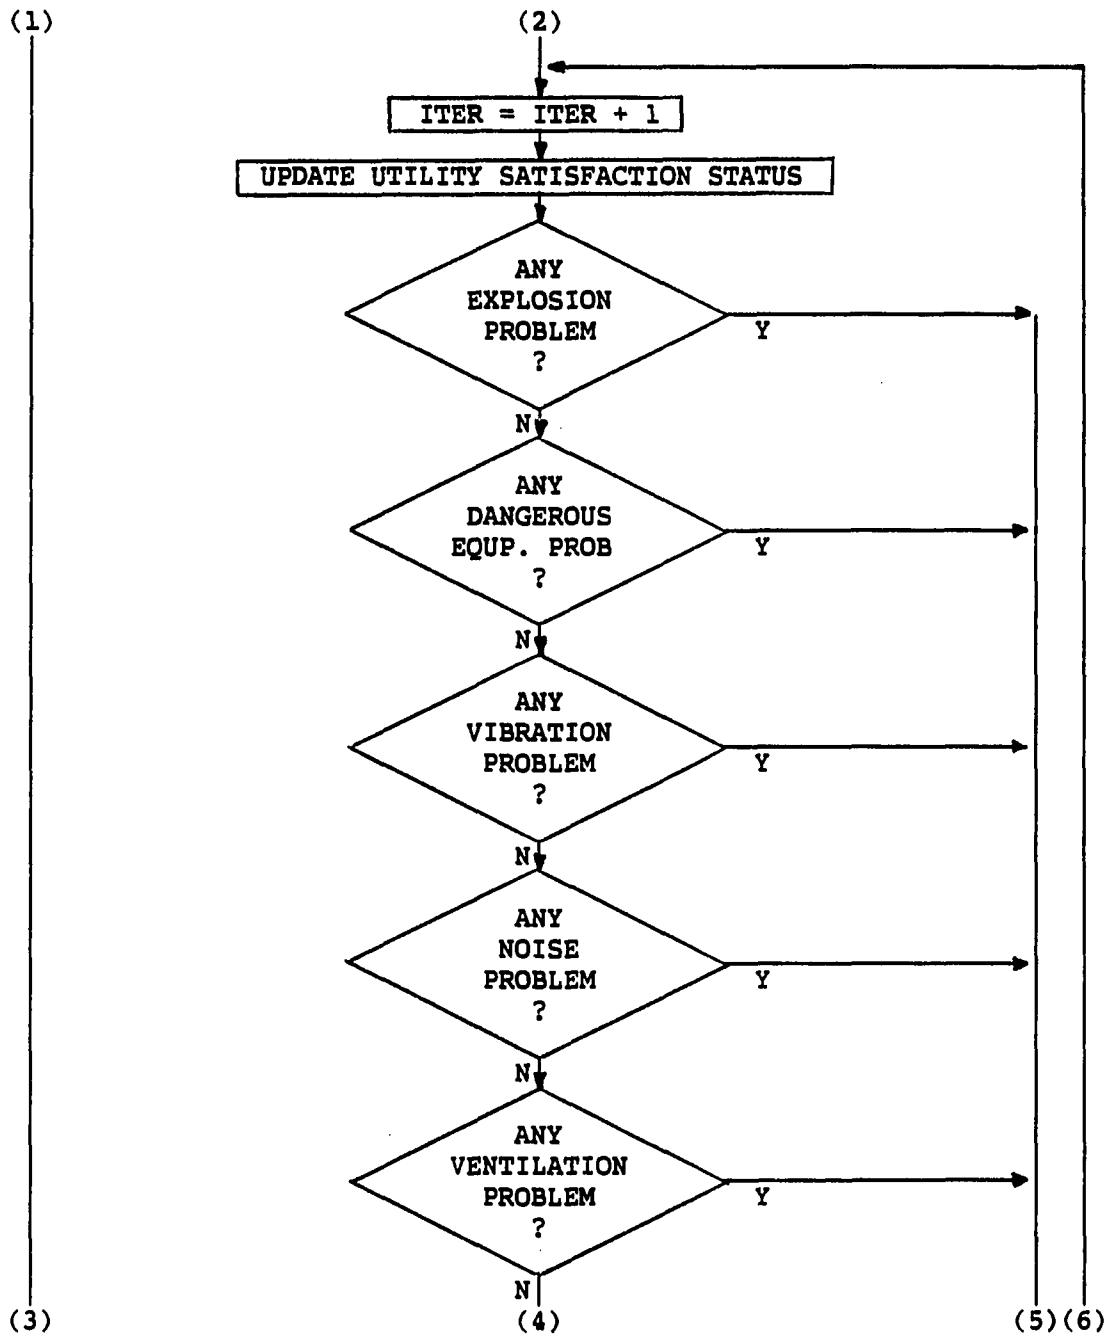 (1) (2)
ITER = ITER + 1
UPDATE UTILITY SATISFACTION STATUS
ANY
EXPLOSION
PROBLEM
?
Y
N
ANY
DANGEROUS
EQUP. PROB
?
Y
N
ANY
VIBRATION
PROBLEM
?
Y
N
ANY
NOISE
PROBLEM
?
Y
N
ANY
VENTILATION
PROBLEM
?
Y
N
(3) (4) (5) (6)